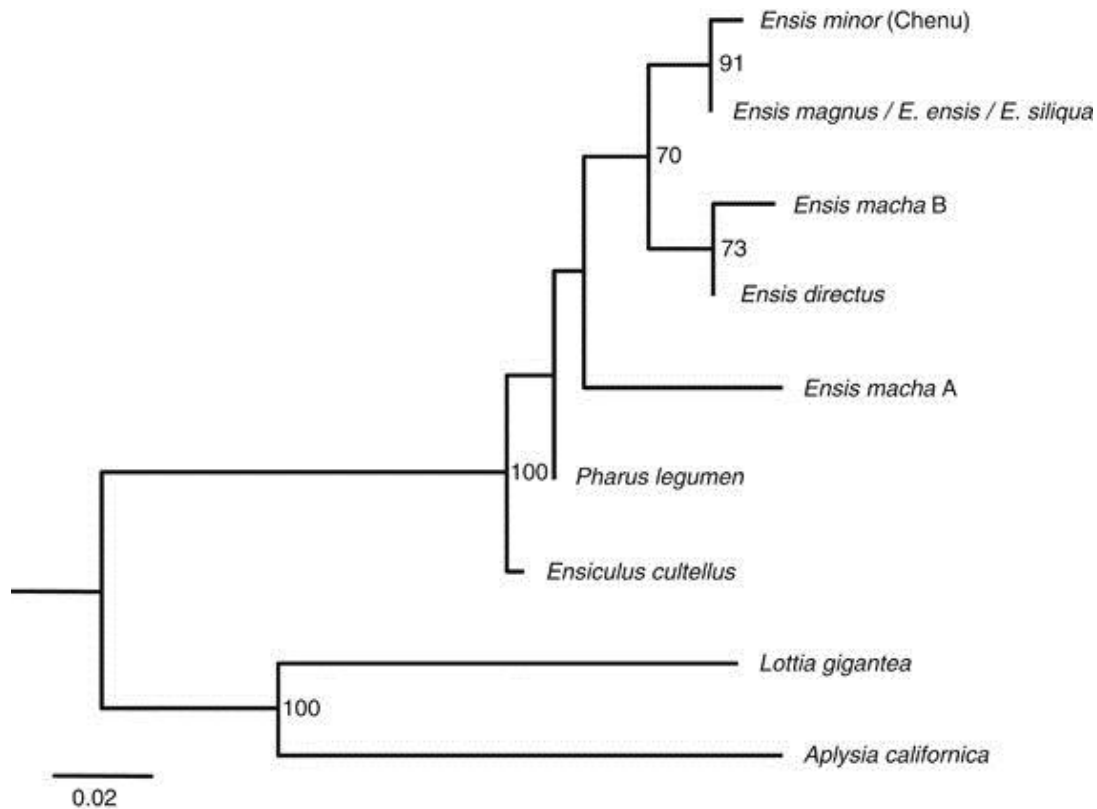 Ensis minor (Chenu)
91
Ensis magnus / E. ensis / E. siliqua
70
Ensis macha B
73
Ensis directus
Ensis macha A
100
Pharus legumen
Ensiculus cultellus
Lottia gigantea
100
Aplysia californica
0.02